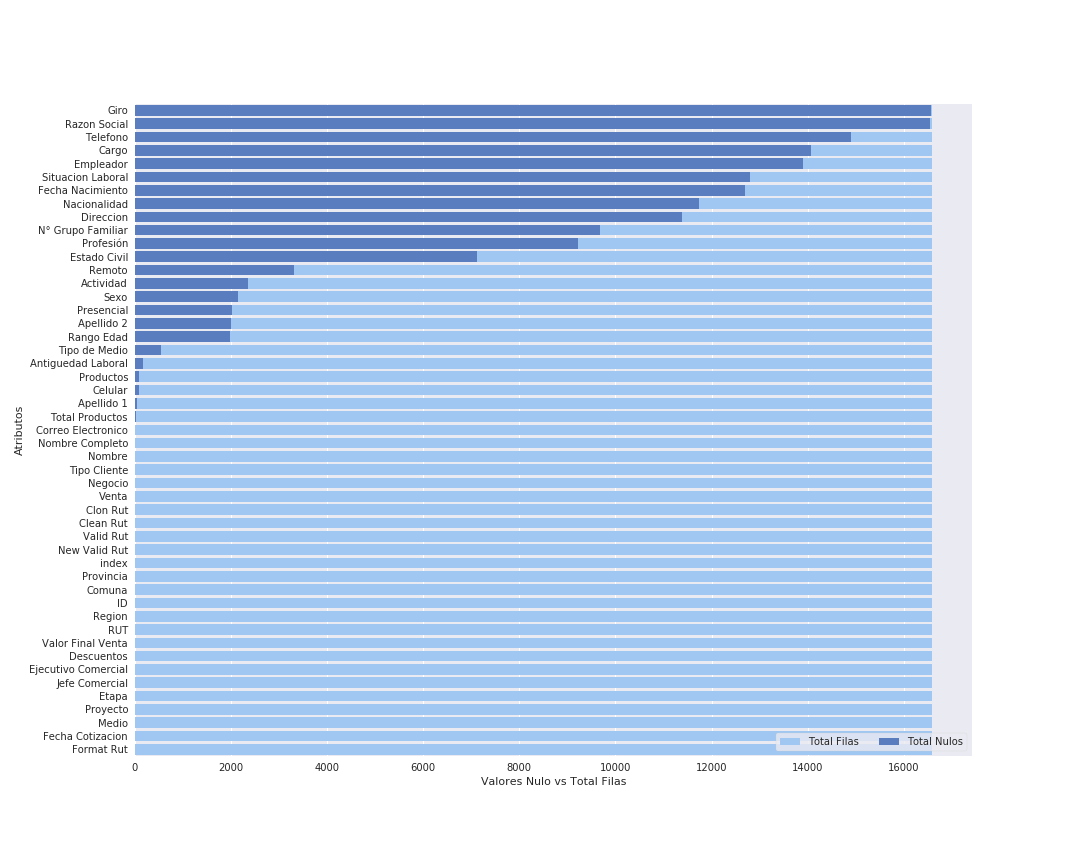 Giro
Razon Social
Telefono
Cargo
Empleador
Situacion Laboral
Fecha Nacimiento
Nacionalidad
Direccion
N° Grupo Familiar
Profesión
Estado Civil
Remoto
Actividad
Sexo
Presencial
Apellido 2
Rango Edad
Tipo de Medio
Antiguedad Laboral
Productos
Celular
Apellido 1
Total Productos
Correo Electronico
Nombre Completo
Nombre
Tipo Cliente
Negocio
Venta
Clon Rut
Clean Rut
Valid Rut
New Valid Rut
index
Provincia
Comuna
ID
Region
RUT
Valor Final Venta
Descuentos
Ejecutivo Comercial
Jefe Comercial
Etapa
Proyecto
Medio
Fecha Cotizacion
Format Rut
Atributos
Total Filas Total Nulos
0 2000 4000 6000 8000 10000 12000 14000 16000
Valores Nulo vs Total Filas